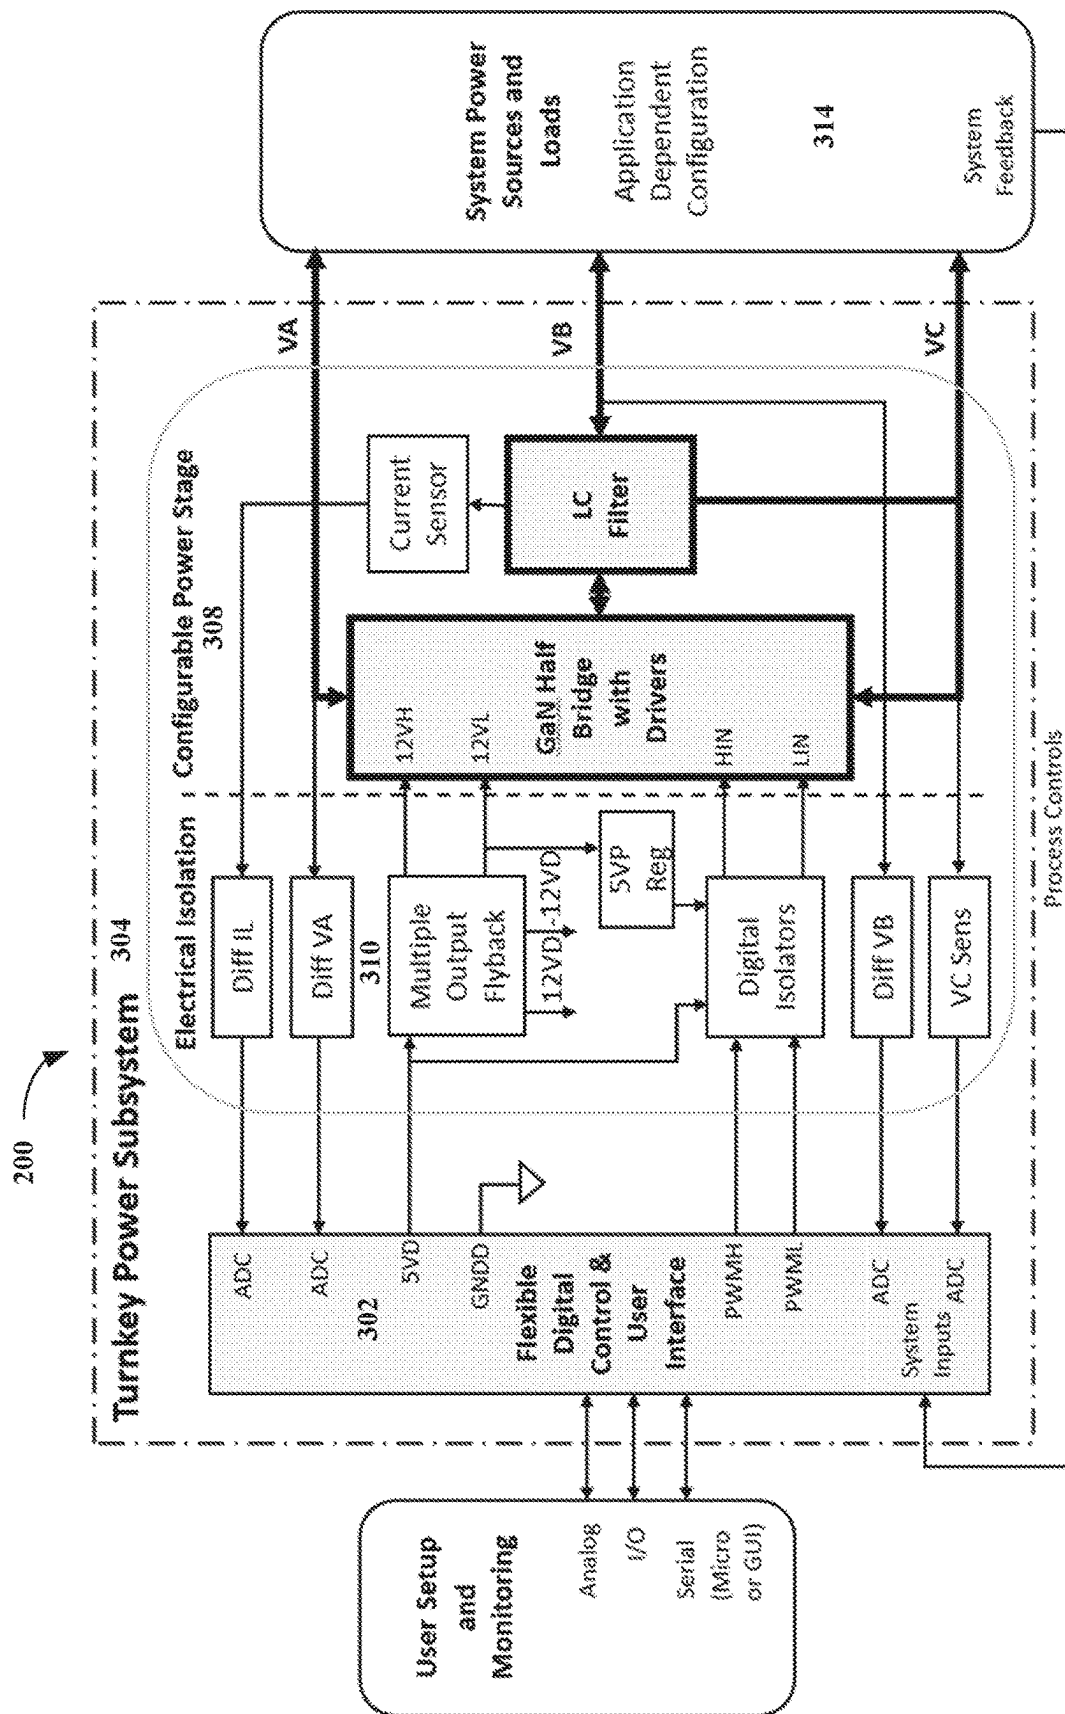 200
Turnkey Power Subsystem 304
User Setup
and
Monitoring
Analog
I/O
Serial
(Micro
or GUI)
302
Flexible
Digital
Control &
User
Interface
ADC
ADC
5VD
GNDD
PWMH
PWML
ADC
System
Inputs
ADC
Electrical Isolation
Configurable Power Stage
308
310
Diff IL
Diff VA
Multiple
Output
Flyback
12VD
-12VD
5VP
Reg
Digital
Isolators
Diff VB
VC Sens
12VH
12VL
GaN Half
Bridge
with
Drivers
HIN
LIN
Current
Sensor
LC
Filter
VA
VB
VC
System Power
Sources and
Loads
Application
Dependent
Configuration
314
System
Feedback
Process Controls